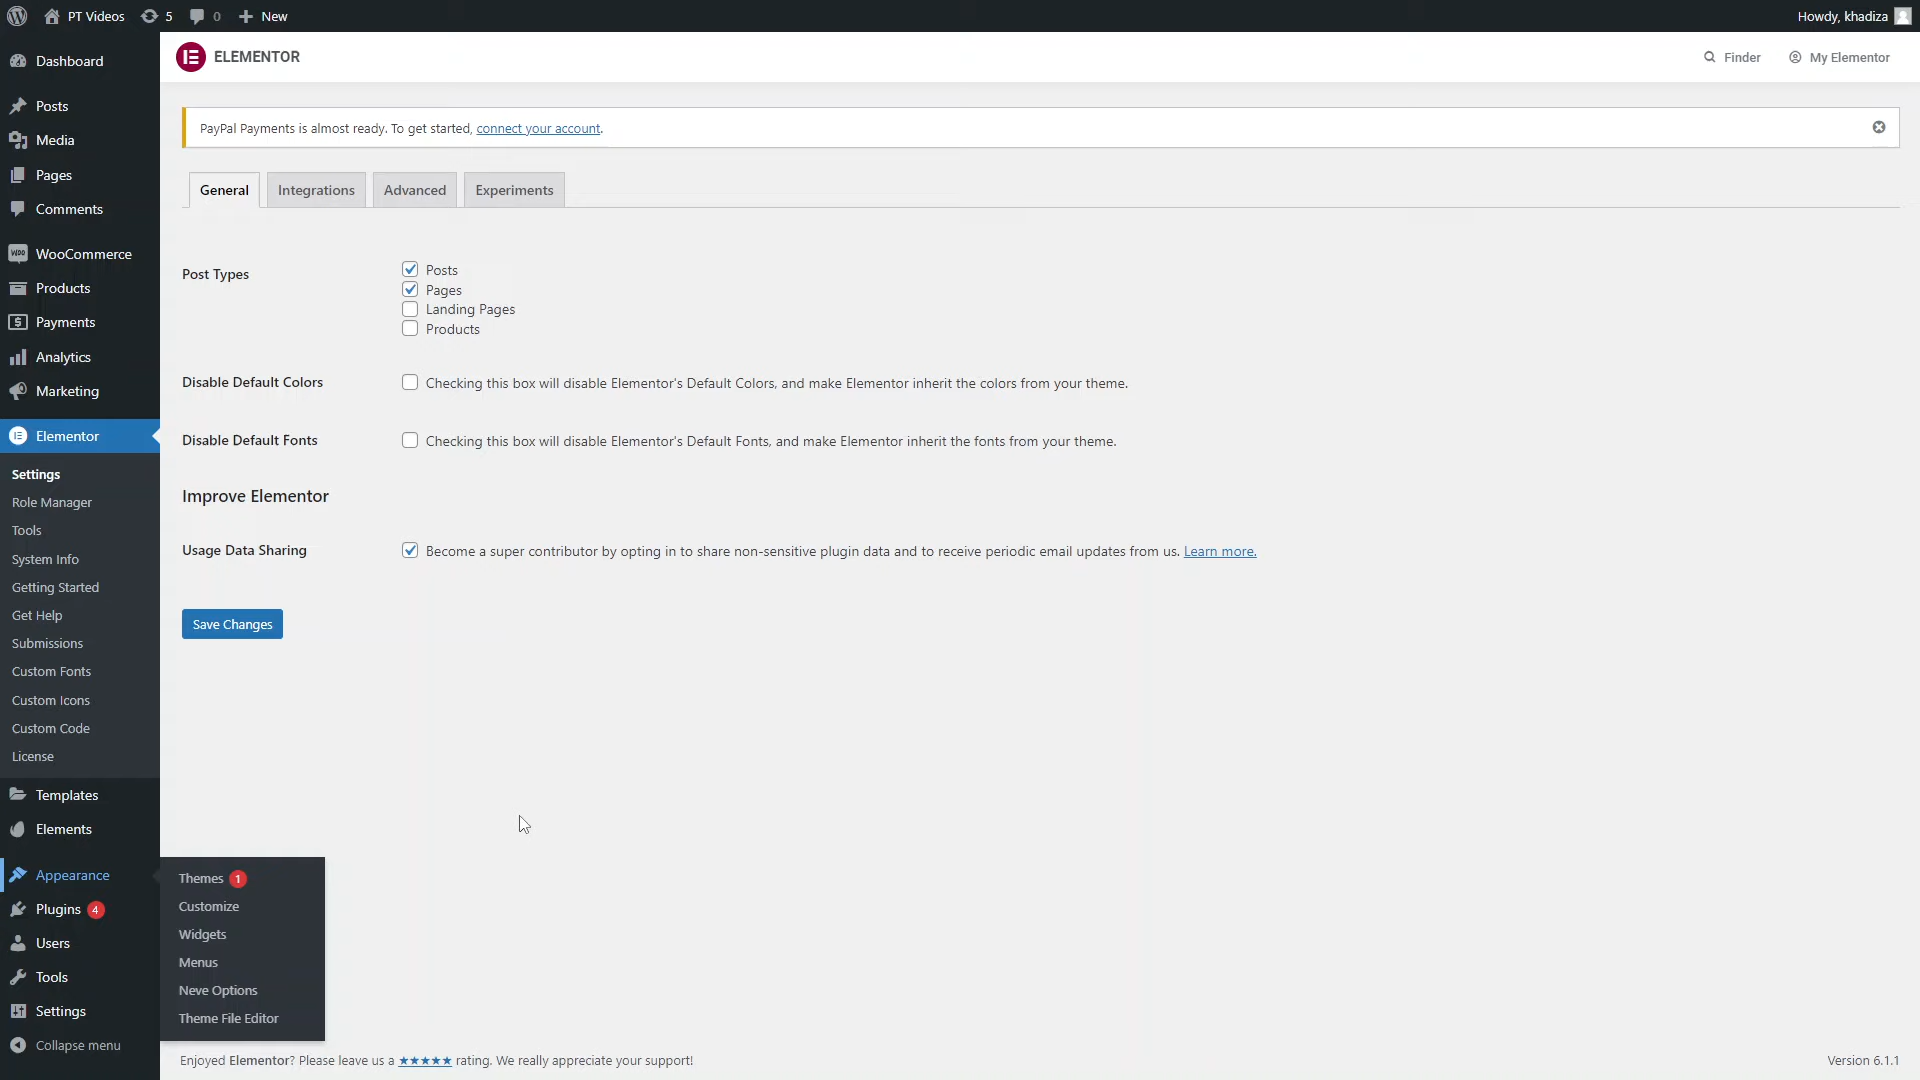 PT Videos 5 0 New Howdy, khadiza
Dashboard
Posts
Media
Pages
Comments
WooCommerce
Products
Payments
Analytics
Marketing
Elementor
Settings
Role Manager
Tools
System Info
Getting Started
Get Help
Submissions
Custom Fonts
Custom Icons
Custom Code
License
Templates
Elements
Appearance
Plugins 4
Users
Tools
Settings
Collapse menu
Themes 1
Customize
Widgets
Menus
Neve Options
Theme File Editor
ELEMENTOR
Finder My Elementor
PayPal Payments is almost ready. To get started, connect your account.
General Integrations Advanced Experiments
Post Types
Posts
Pages
Landing Pages
Products
Disable Default Colors Checking this box will disable Elementor's Default Colors, and make Elementor inherit the colors from your theme.
Disable Default Fonts Checking this box will disable Elementor's Default Fonts, and make Elementor inherit the fonts from your theme.
Improve Elementor
Usage Data Sharing Become a super contributor by opting in to share non-sensitive plugin data and to receive periodic email updates from us. Learn more.
Save Changes
Enjoyed Elementor? Please leave us a ★★★★★ rating. We really appreciate your support! Version 6.1.1